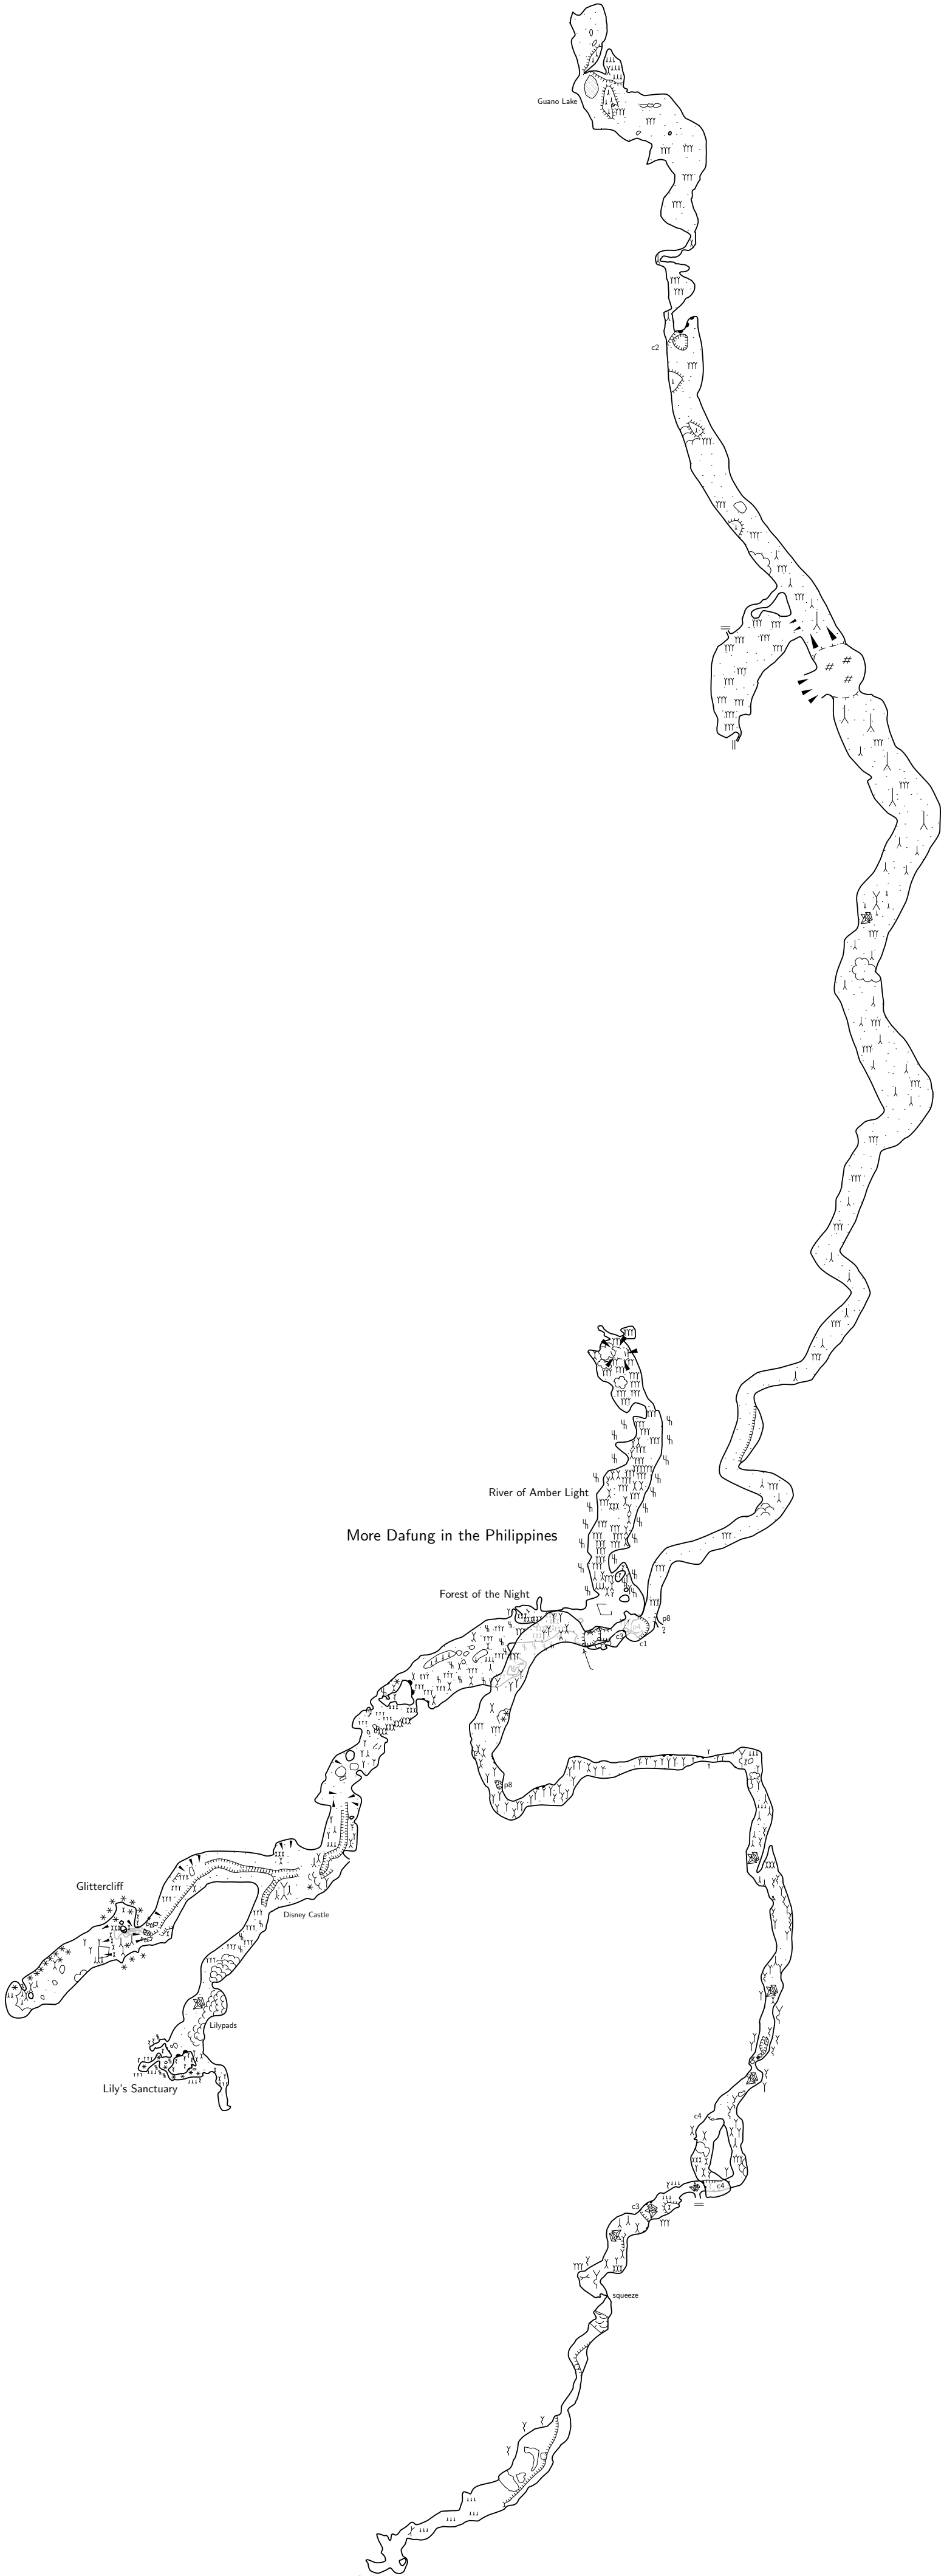 Guano Lake
c2
River of Amber Light
More Dafung in the Philippines
Forest of the Night
p8
?
c3
c1
p8
Glittercliff
Disney Castle
Lilypads
Lily's Sanctuary
c4
c4
c3
squeeze